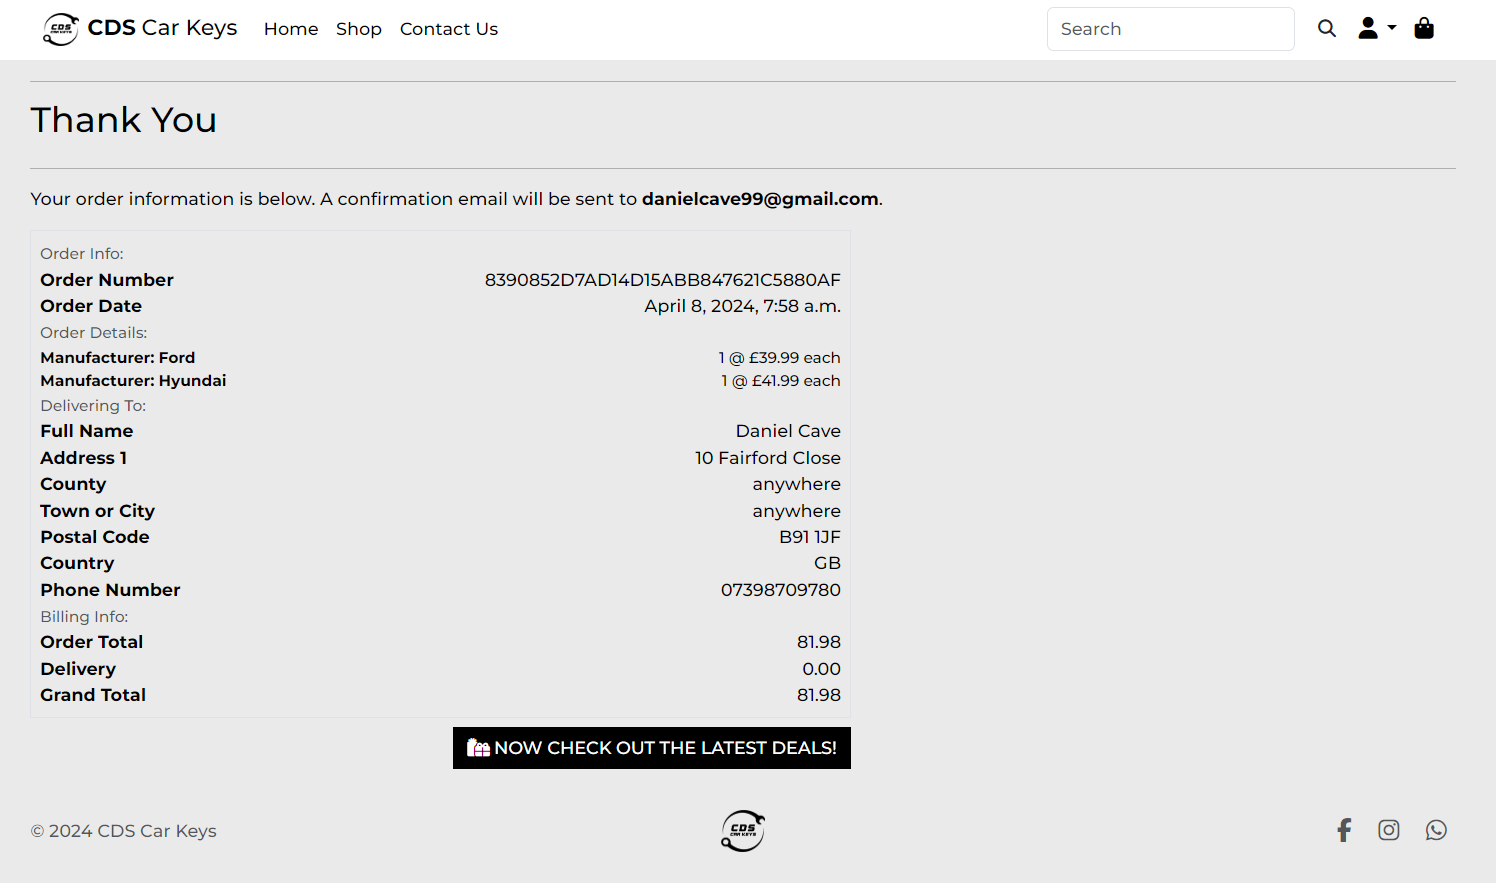 CDS CAR KEYS
CDS Car Keys Home Shop Contact Us Search
Thank You
Your order information is below. A confirmation email will be sent to danielcave99@gmail.com.
Order Info:
Order Number 8390852D7AD14D15ABB847621C5880AF
Order Date April 8, 2024, 7:58 a.m.
Order Details:
Manufacturer: Ford 1 @ £39.99 each
Manufacturer: Hyundai 1 @ £41.99 each
Delivering To:
Full Name Daniel Cave
Address 1 10 Fairford Close
County anywhere
Town or City anywhere
Postal Code B91 1JF
Country GB
Phone Number 07398709780
Billing Info:
Order Total 81.98
Delivery 0.00
Grand Total 81.98
NOW CHECK OUT THE LATEST DEALS!
© 2024 CDS Car Keys
CDS
CAR KEYS